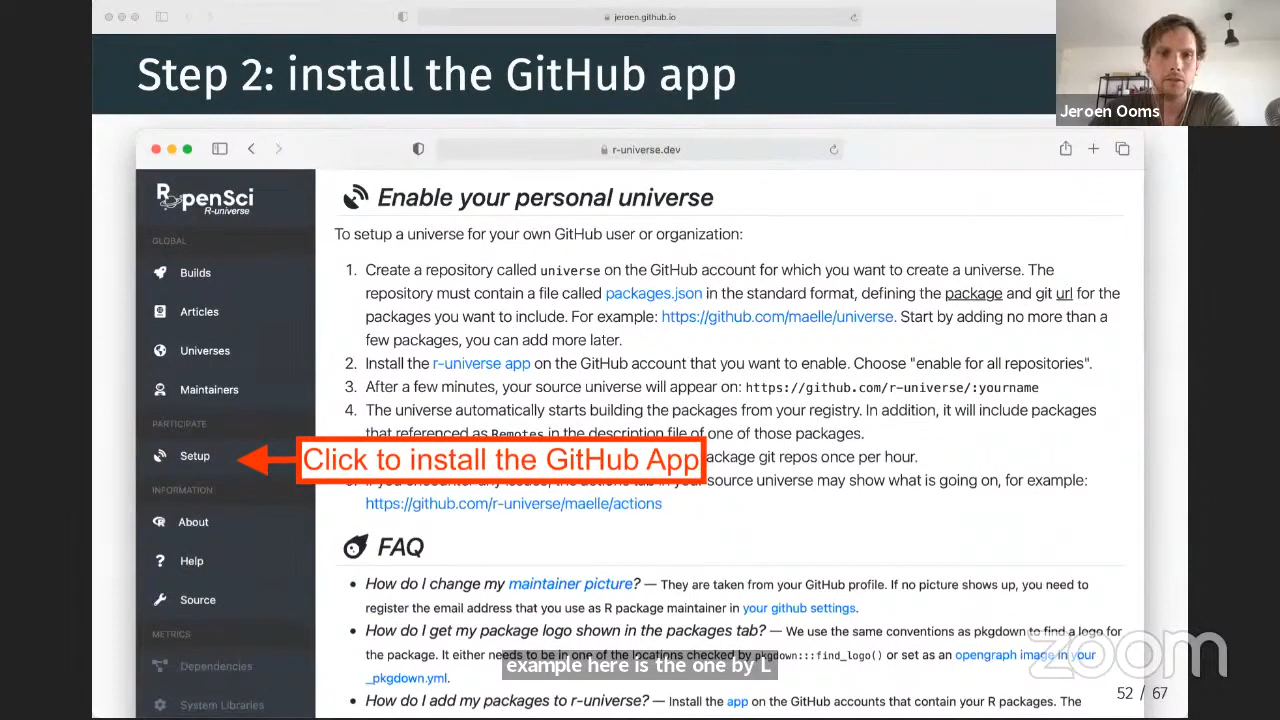 jeroen.github.io
Step 2: install the GitHub app
Jeroen Ooms
r-universe.dev
R OpenSci
R-universe
GLOBAL
Builds
Articles
Universes
Maintainers
PARTICIPATE
Setup
INFORMATION
About
Help
Source
METRICS
Dependencies
System Libraries
Enable your personal universe
To setup a universe for your own GitHub user or organization:
1. Create a repository called universe on the GitHub account for which you want to create a universe. The
repository must contain a file called packages.json in the standard format, defining the package and git url for the
packages you want to include. For example: https://github.com/maelle/universe. Start by adding no more than a
few packages, you can add more later.
2. Install the r-universe app on the GitHub account that you want to enable. Choose "enable for all repositories".
3. After a few minutes, your source universe will appear on: https://github.com/r-universe/:yourname
4. The universe automatically starts building the packages from your registry. In addition, it will include packages
that referenced as Remotes in the description file of one of those packages.
Click to install the GitHub App
package git repos once per hour.
source universe may show what is going on, for example:
https://github.com/r-universe/maelle/actions
FAQ
• How do I change my maintainer picture? — They are taken from your GitHub profile. If no picture shows up, you need to
register the email address that you use as R package maintainer in your github settings.
• How do I get my package logo shown in the packages tab? — We use the same conventions as pkgdown to find a logo for
the package. It either needs to be in one of the locations checked by pkgdown:::find_logo() or set as an opengraph image in your
_pkgdown.yml.
• How do I add my packages to r-universe? — Install the app on the GitHub accounts that contain your R packages. The
example here is the one by L
zoom
52 / 67